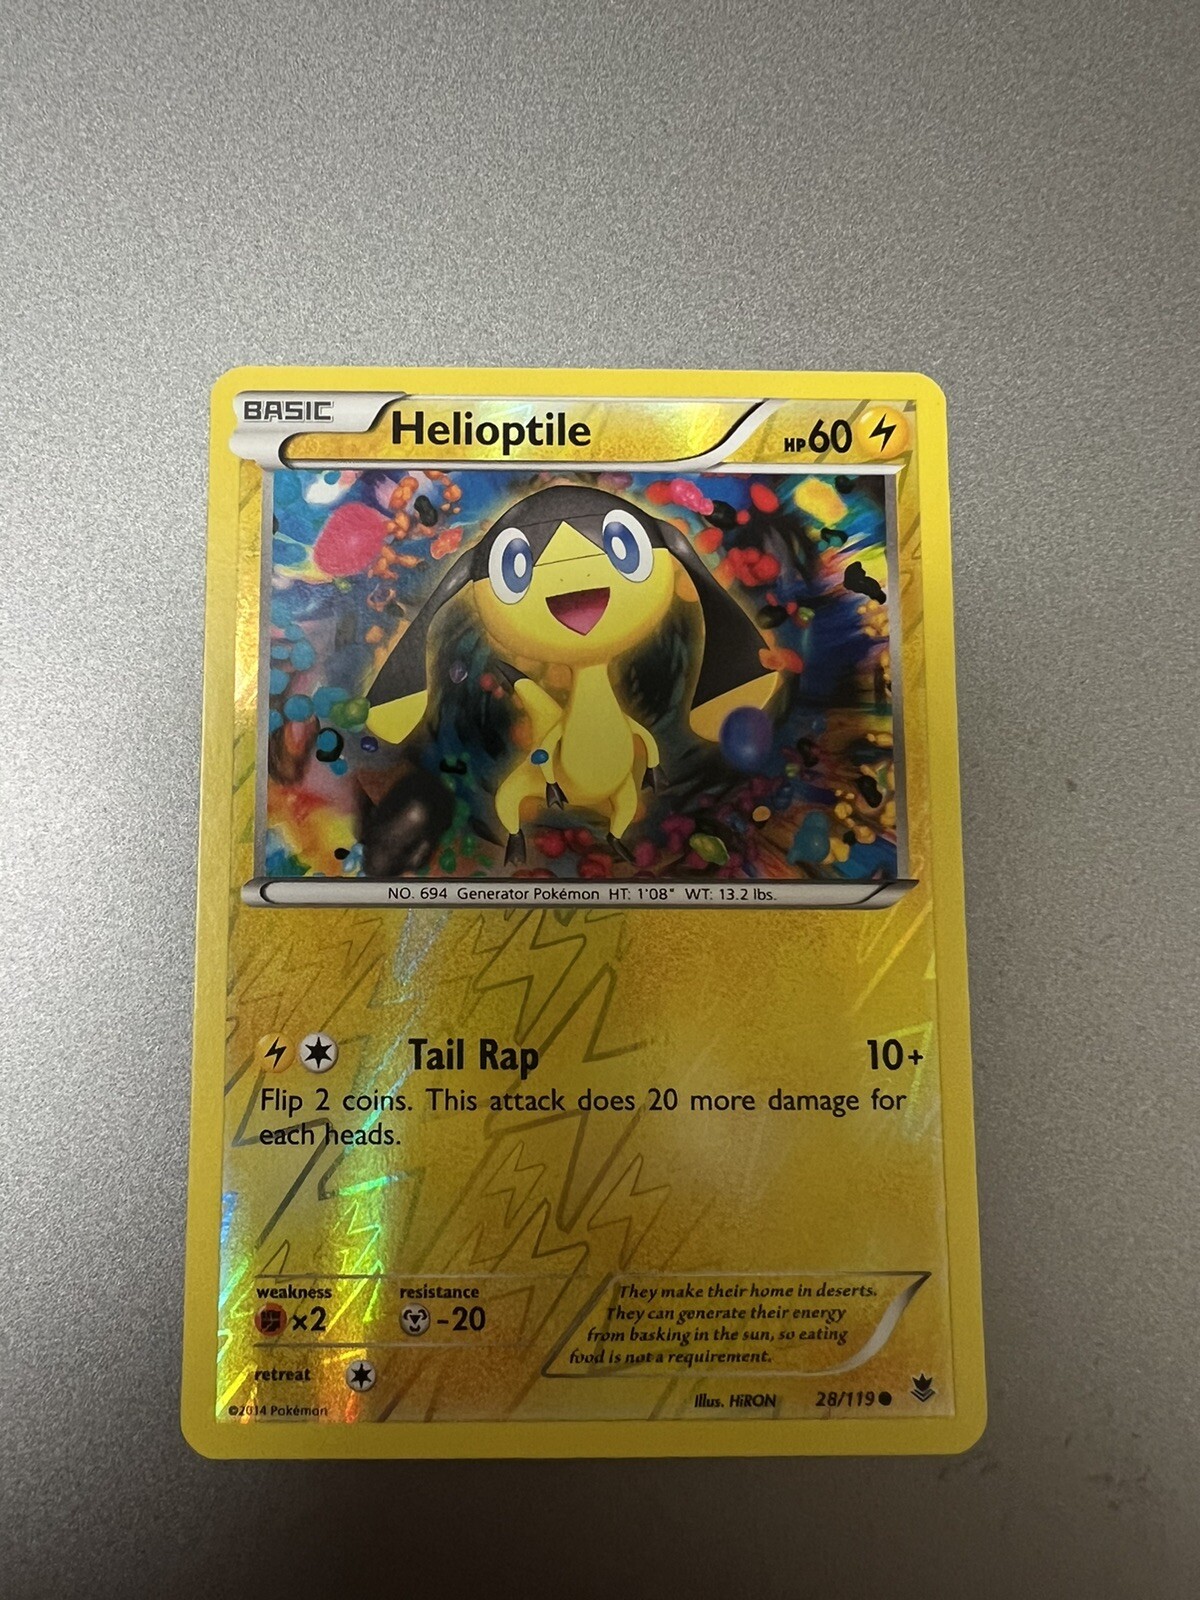 BASIC
Helioptile
HP60
NO. 694 Generator Pokémon HT: 1'08" WT: 13.2 lbs.
Tail Rap
10+
Flip 2 coins. This attack does 20 more damage for
each heads.
weakness
×2
resistance
-20
They make their home in deserts.
They can generate their energy
from basking in the sun, so eating
food is not a requirement.
retreat
Illus. HiRON
28/119
©2014 Pokémon